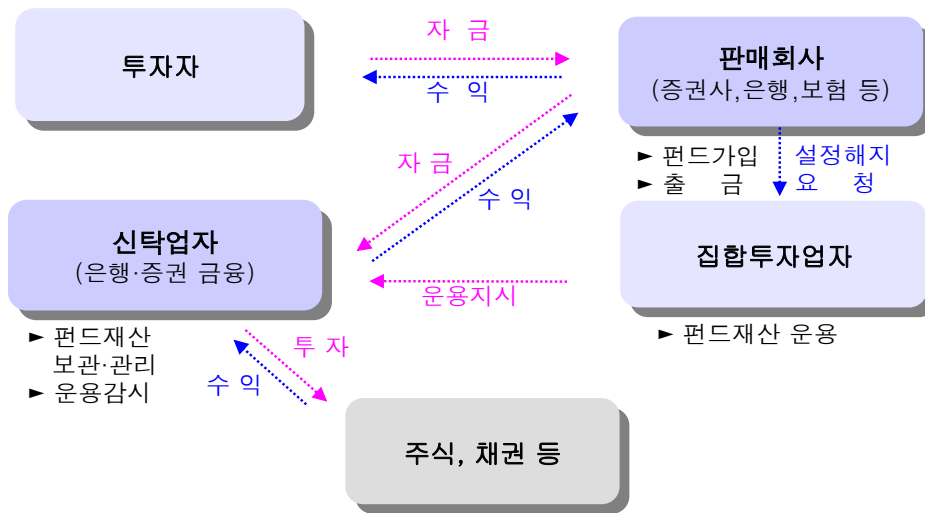 투자자
자 금
수 익
판매회사
(증권사,은행,보험 등)
► 펀드가입
► 출 금
설정해지
요 청
자 금
수 익
신탁업자
(은행·증권 금융)
집합투자업자
운용지시
► 펀드재산
보관·관리
► 운용감시
► 펀드재산 운용
투 자
수 익
주식, 채권 등